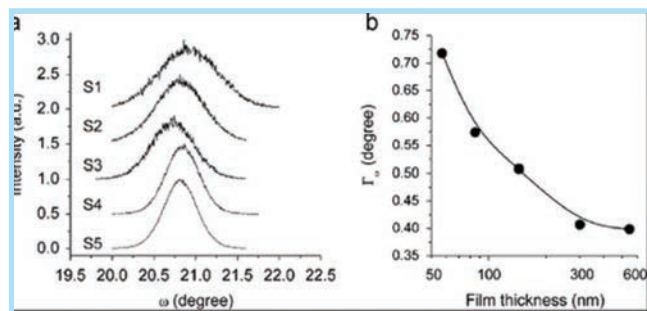 a
Intensity (a.u.)
3.0
2.5
2.0
1.5
1.0
0.5
0.0
S1
S2
S3
S4
S5
19.5 20.0 20.5 21.0 21.5 22.0 22.5
ω (degree)
b
Γω (degree)
0.75
0.70
0.65
0.60
0.55
0.50
0.45
0.40
0.35
50 100 300 600
Film thickness (nm)